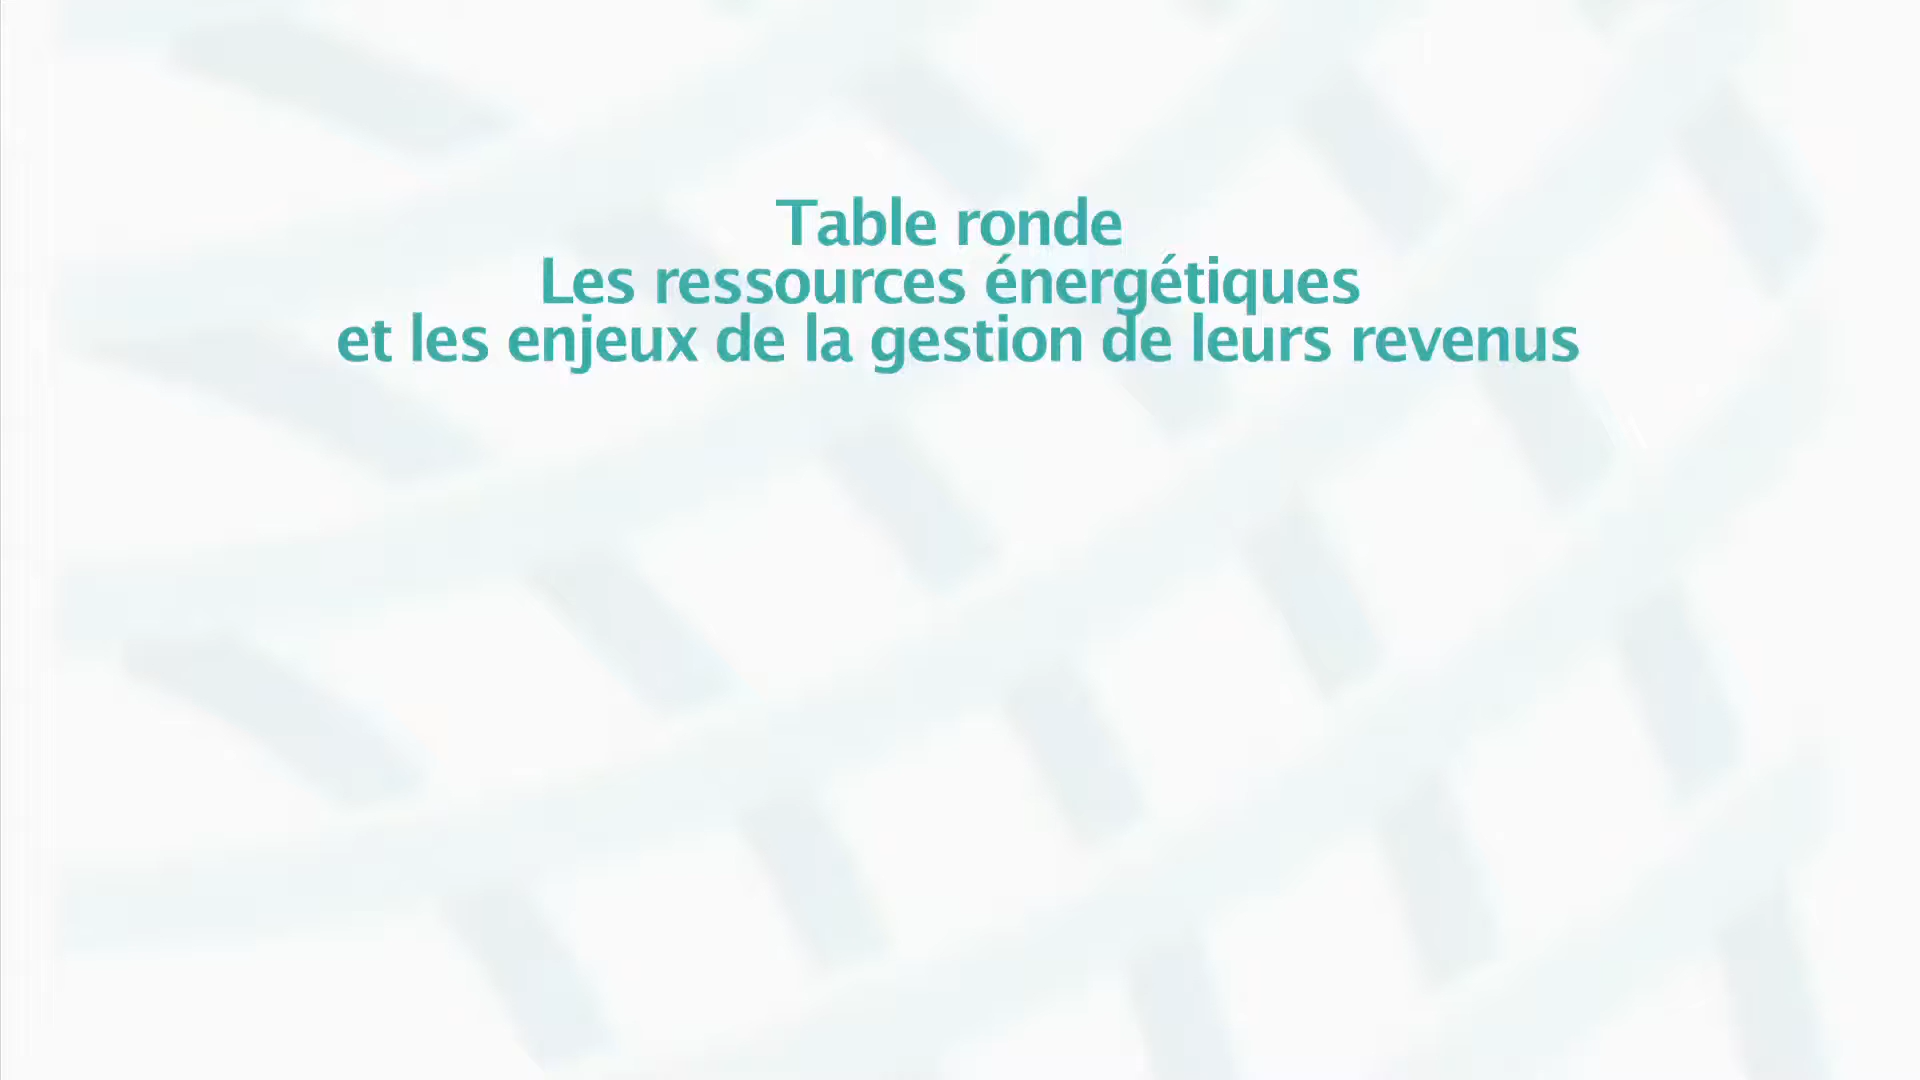 Table ronde
Les ressources énergétiques
et les enjeux de la gestion de leurs revenus